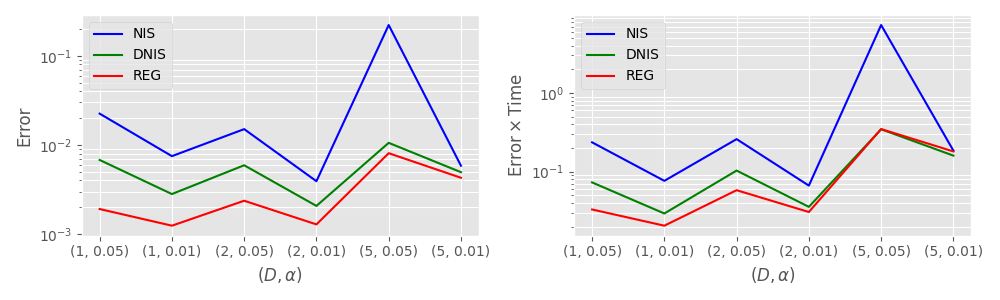 NIS
DNIS
REG
Error
10⁻¹
10⁻²
10⁻³
(1, 0.05) (1, 0.01) (2, 0.05) (2, 0.01) (5, 0.05) (5, 0.01)
(D, α)
NIS
DNIS
REG
Error × Time
10⁰
10⁻¹
(1, 0.05) (1, 0.01) (2, 0.05) (2, 0.01) (5, 0.05) (5, 0.01)
(D, α)